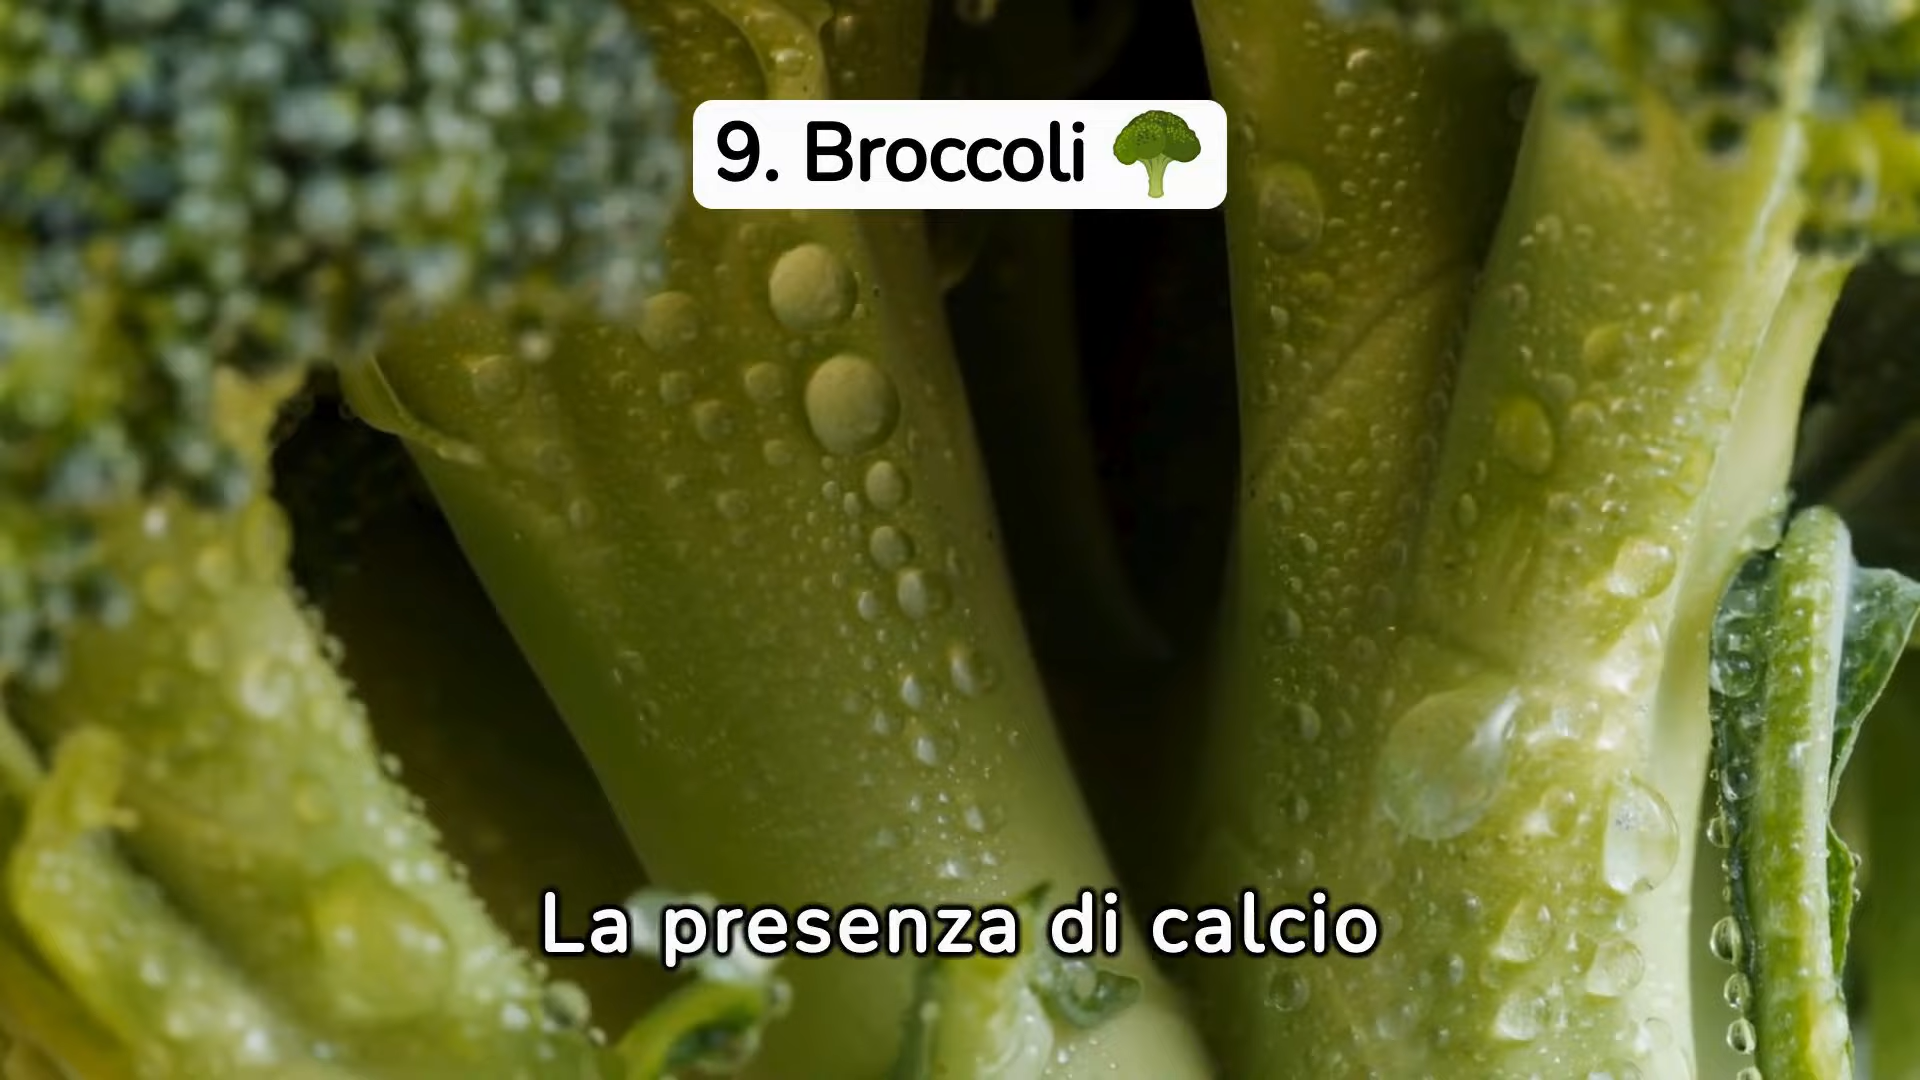 9. Broccoli 🥦
La presenza di calcio